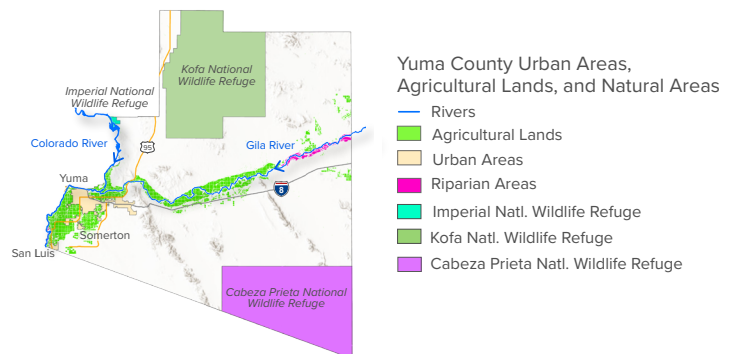 Kofa National
Wildlife Refuge
Imperial National
Wildlife Refuge
Colorado River
95
Gila River
Yuma
8
Somerton
San Luis
Cabeza Prieta National
Wildlife Refuge
Yuma County Urban Areas,
Agricultural Lands, and Natural Areas
Rivers
Agricultural Lands
Urban Areas
Riparian Areas
Imperial Natl. Wildlife Refuge
Kofa Natl. Wildlife Refuge
Cabeza Prieta Natl. Wildlife Refuge